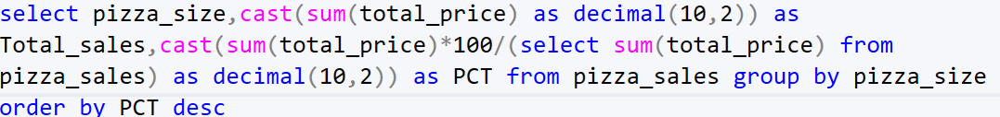 select pizza_size,cast(sum(total_price) as decimal(10,2)) as
Total_sales,cast(sum(total_price)*100/(select sum(total_price) from
pizza_sales) as decimal(10,2)) as PCT from pizza_sales group by pizza_size
order by PCT desc